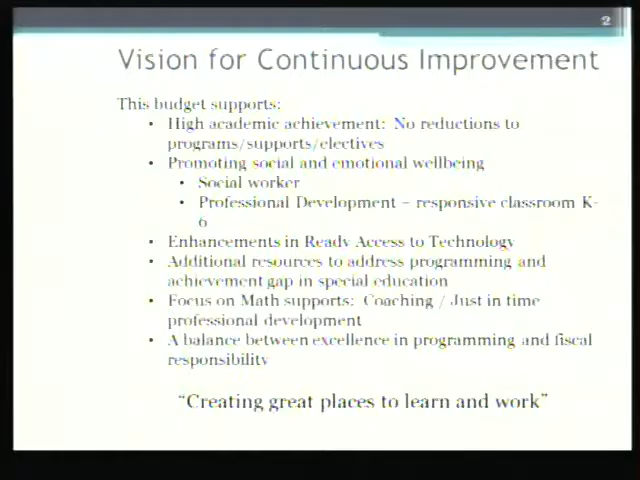 2
Vision for Continuous Improvement
This budget supports:
• High academic achievement: No reductions to
programs/supports/electives
• Promoting social and emotional wellbeing
• Social worker
• Professional Development – responsive classroom K-
6
• Enhancements in Ready Access to Technology
• Additional resources to address programming and
achievement gap in special education
• Focus on Math supports: Coaching / Just in time
professional development
• A balance between excellence in programming and fiscal
responsibility
“Creating great places to learn and work”